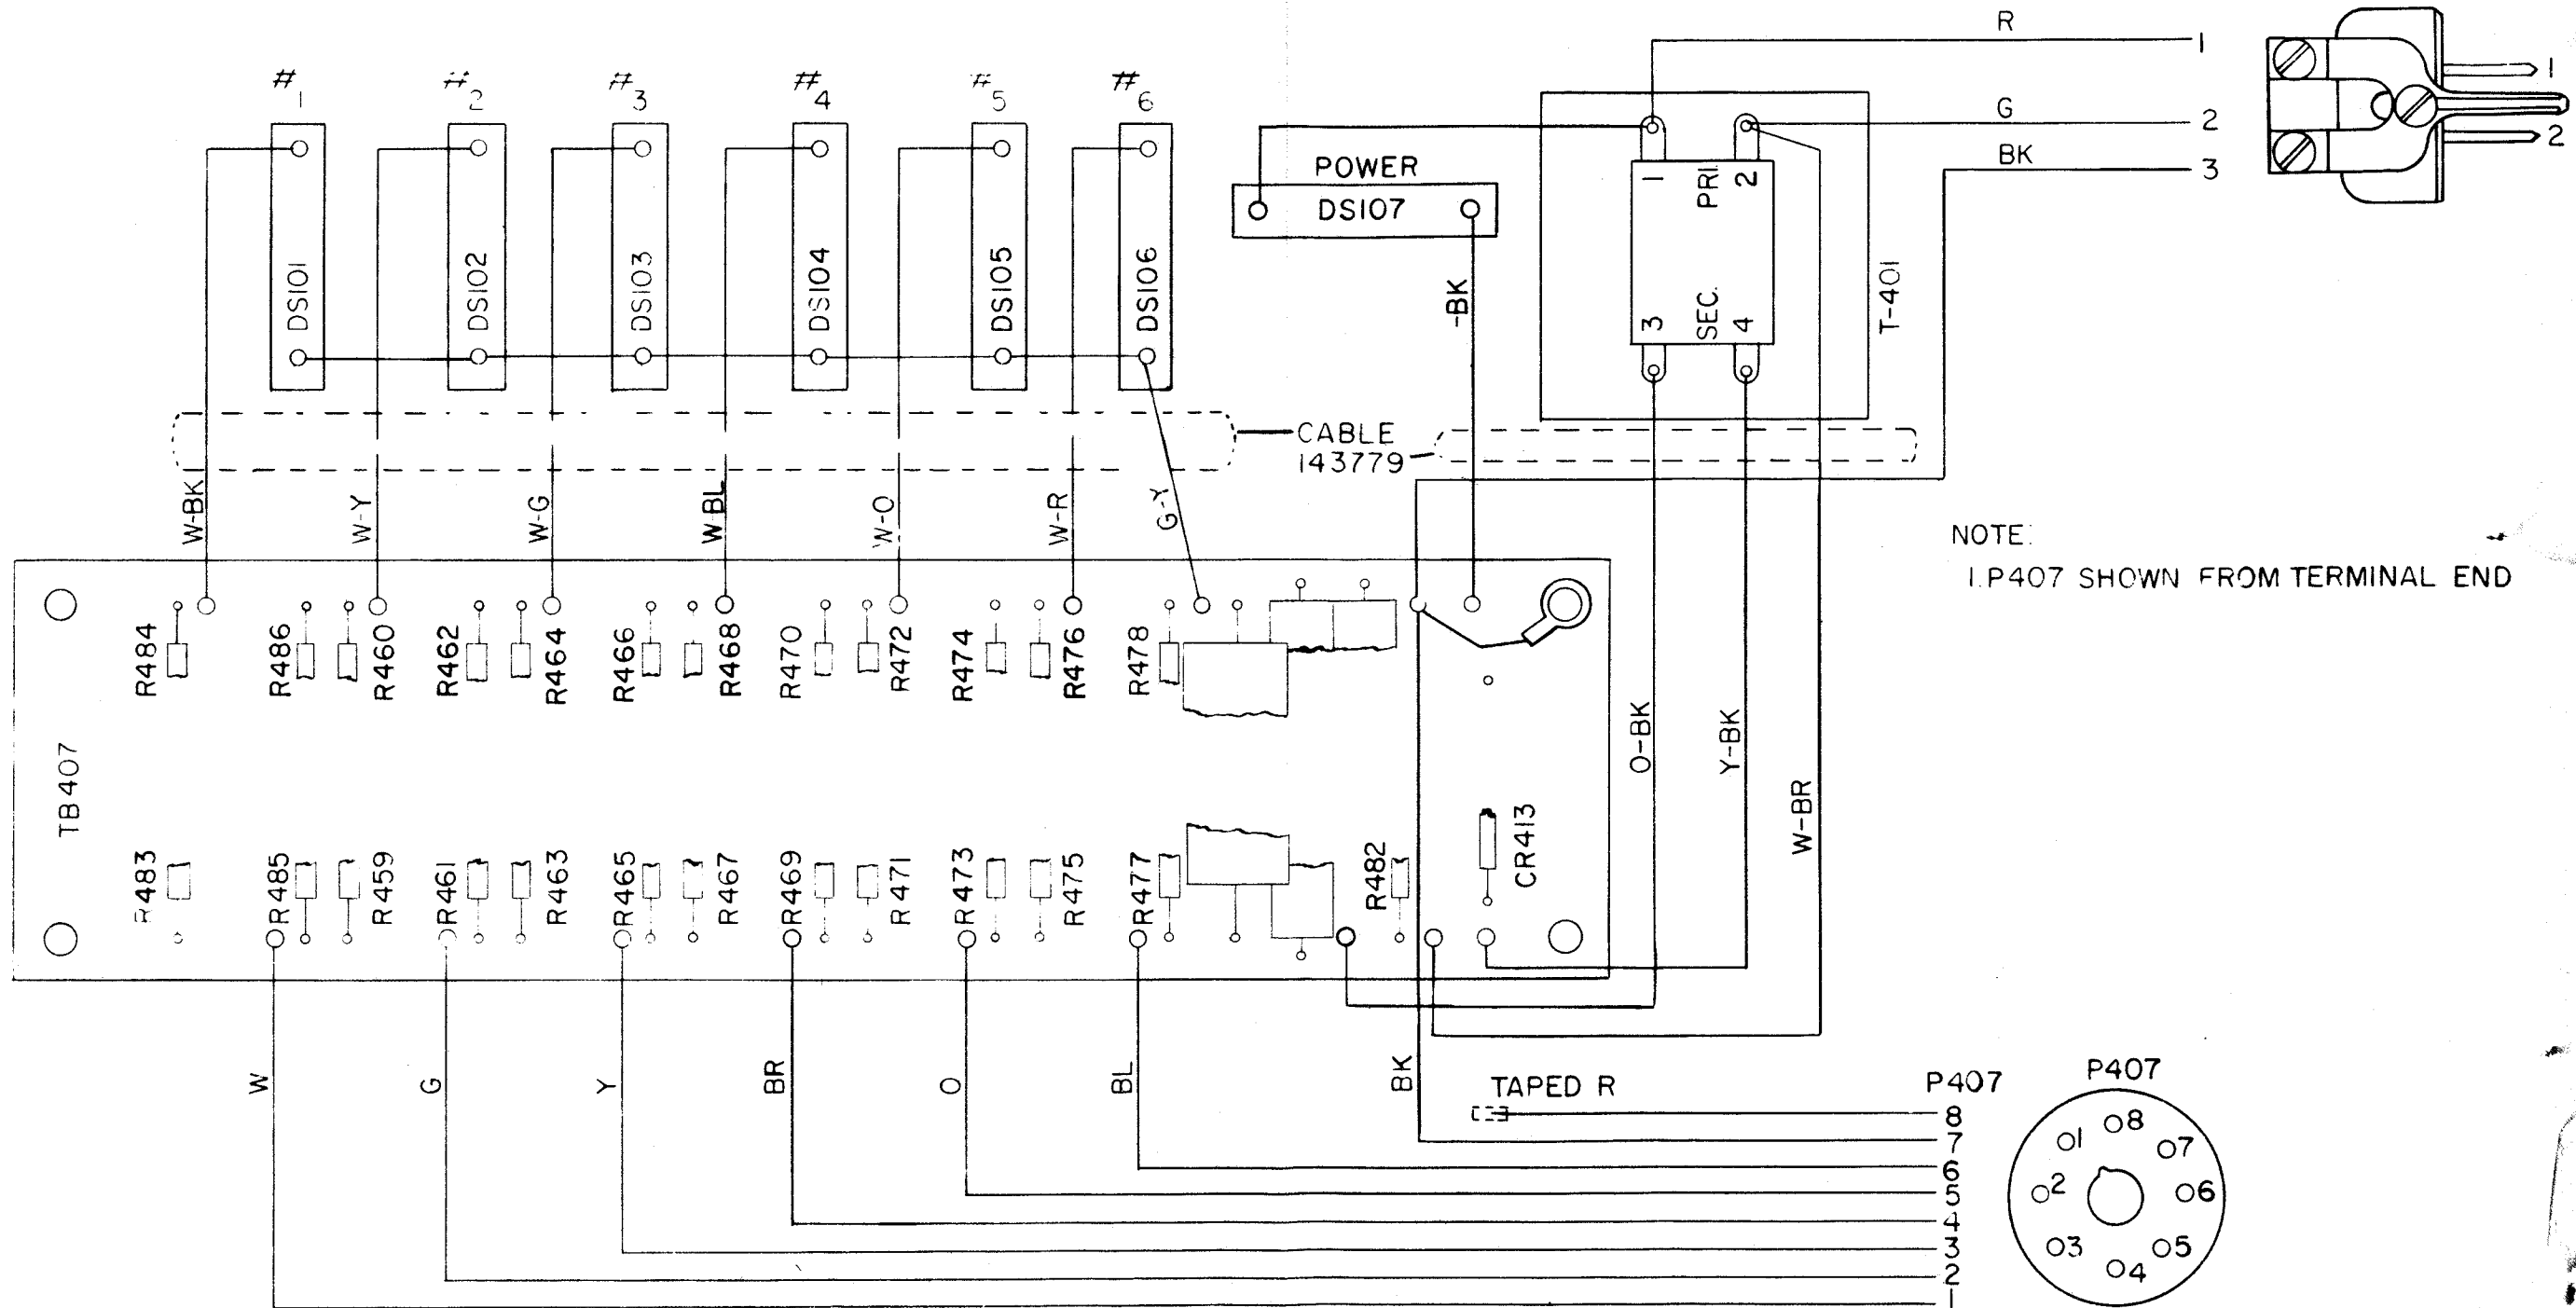 R
1
G
2
BK
3
1
2
#1
#2
#3
#4
#5
#6
POWER
DS107
DS101
DS102
DS103
DS104
DS105
DS106
1
PRI.
2
3
SEC.
4
T-401
-BK
CABLE
143779
W-BK
W-Y
W-G
W-BL
W-O
W-R
G-Y
NOTE:
1. P407 SHOWN FROM TERMINAL END
R484
R486
R460
R462
R464
R466
R468
R470
R472
R474
R476
R478
TB407
O-BK
Y-BK
W-BR
R483
R485
R459
R461
R463
R465
R467
R469
R471
R473
R475
R477
R482
CR413
W
G
Y
BR
O
BL
BK
TAPED R
P407
8
7
6
5
4
3
2
1
P407
8
1
7
2
6
3
5
4